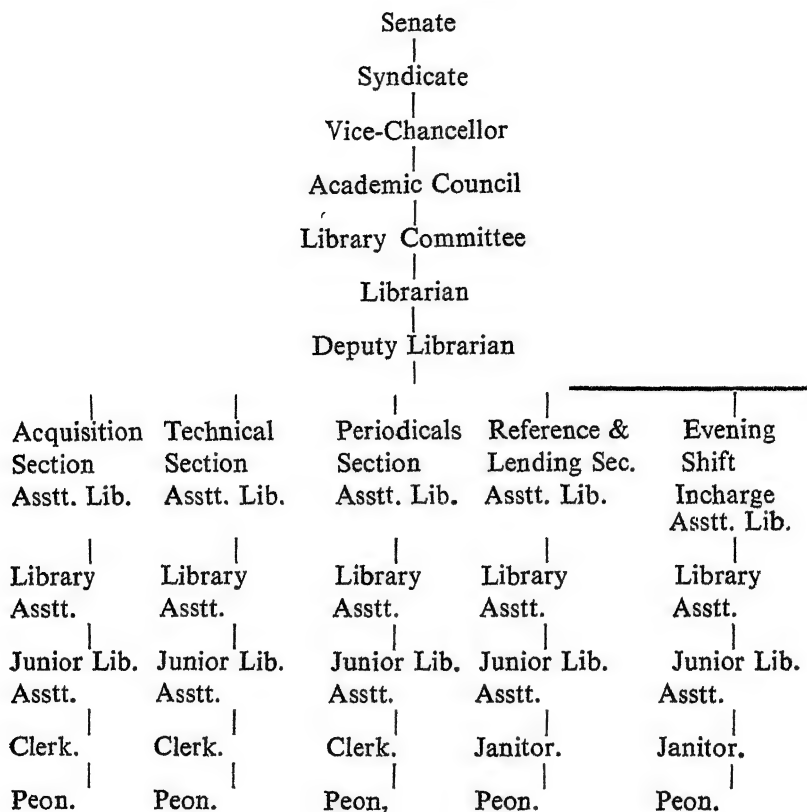 Senate
Syndicate
Vice-Chancellor
Academic Council
Library Committee
Librarian
Deputy Librarian
Acquisition Technical Periodicals Reference & Evening
Section Section Section Lending Sec. Shift
Asstt. Lib. Asstt. Lib. Asstt. Lib. Asstt. Lib. Incharge
Asstt. Lib.
Library Library Library Library Library
Asstt. Asstt. Asstt. Asstt. Asstt.
Junior Lib. Junior Lib. Junior Lib. Junior Lib. Junior Lib.
Asstt. Asstt. Asstt. Asstt. Asstt.
Clerk. Clerk. Clerk. Janitor. Janitor.
Peon. Peon. Peon, Peon. Peon.